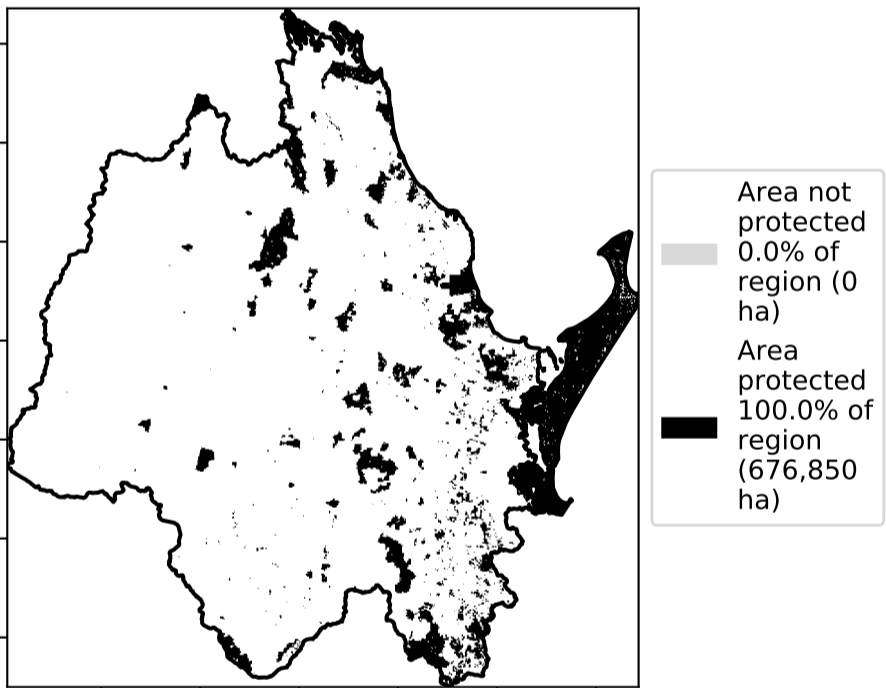 Area not
protected
0.0% of
region (0
ha)
Area
protected
100.0% of
region
(676,850
ha)